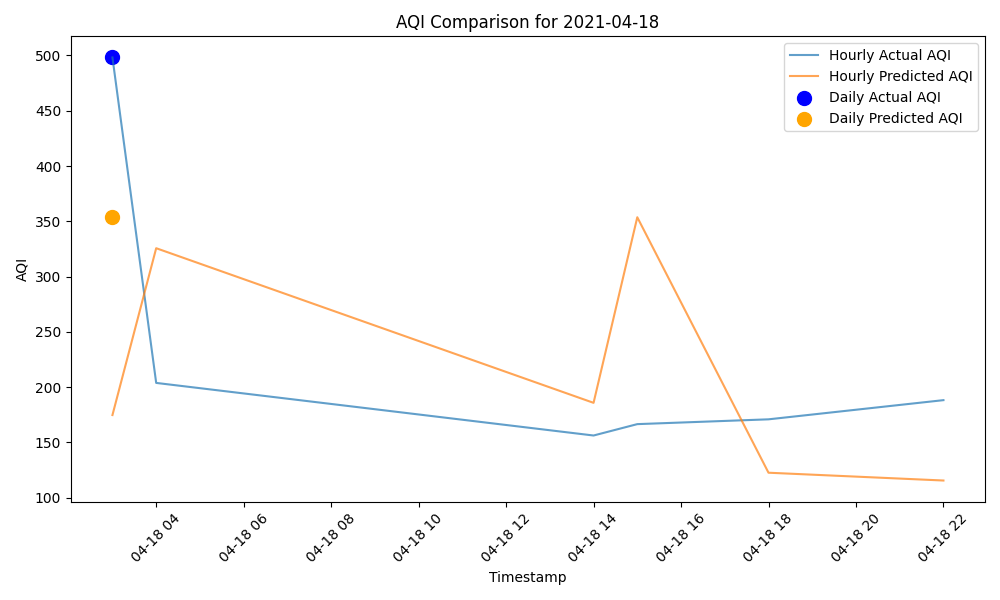 AQI Comparison for 2021-04-18
Hourly Actual AQI
Hourly Predicted AQI
Daily Actual AQI
Daily Predicted AQI
AQI
500
450
400
350
300
250
200
150
100
04-18 04
04-18 06
04-18 08
04-18 10
04-18 12
04-18 14
04-18 16
04-18 18
04-18 20
04-18 22
Timestamp